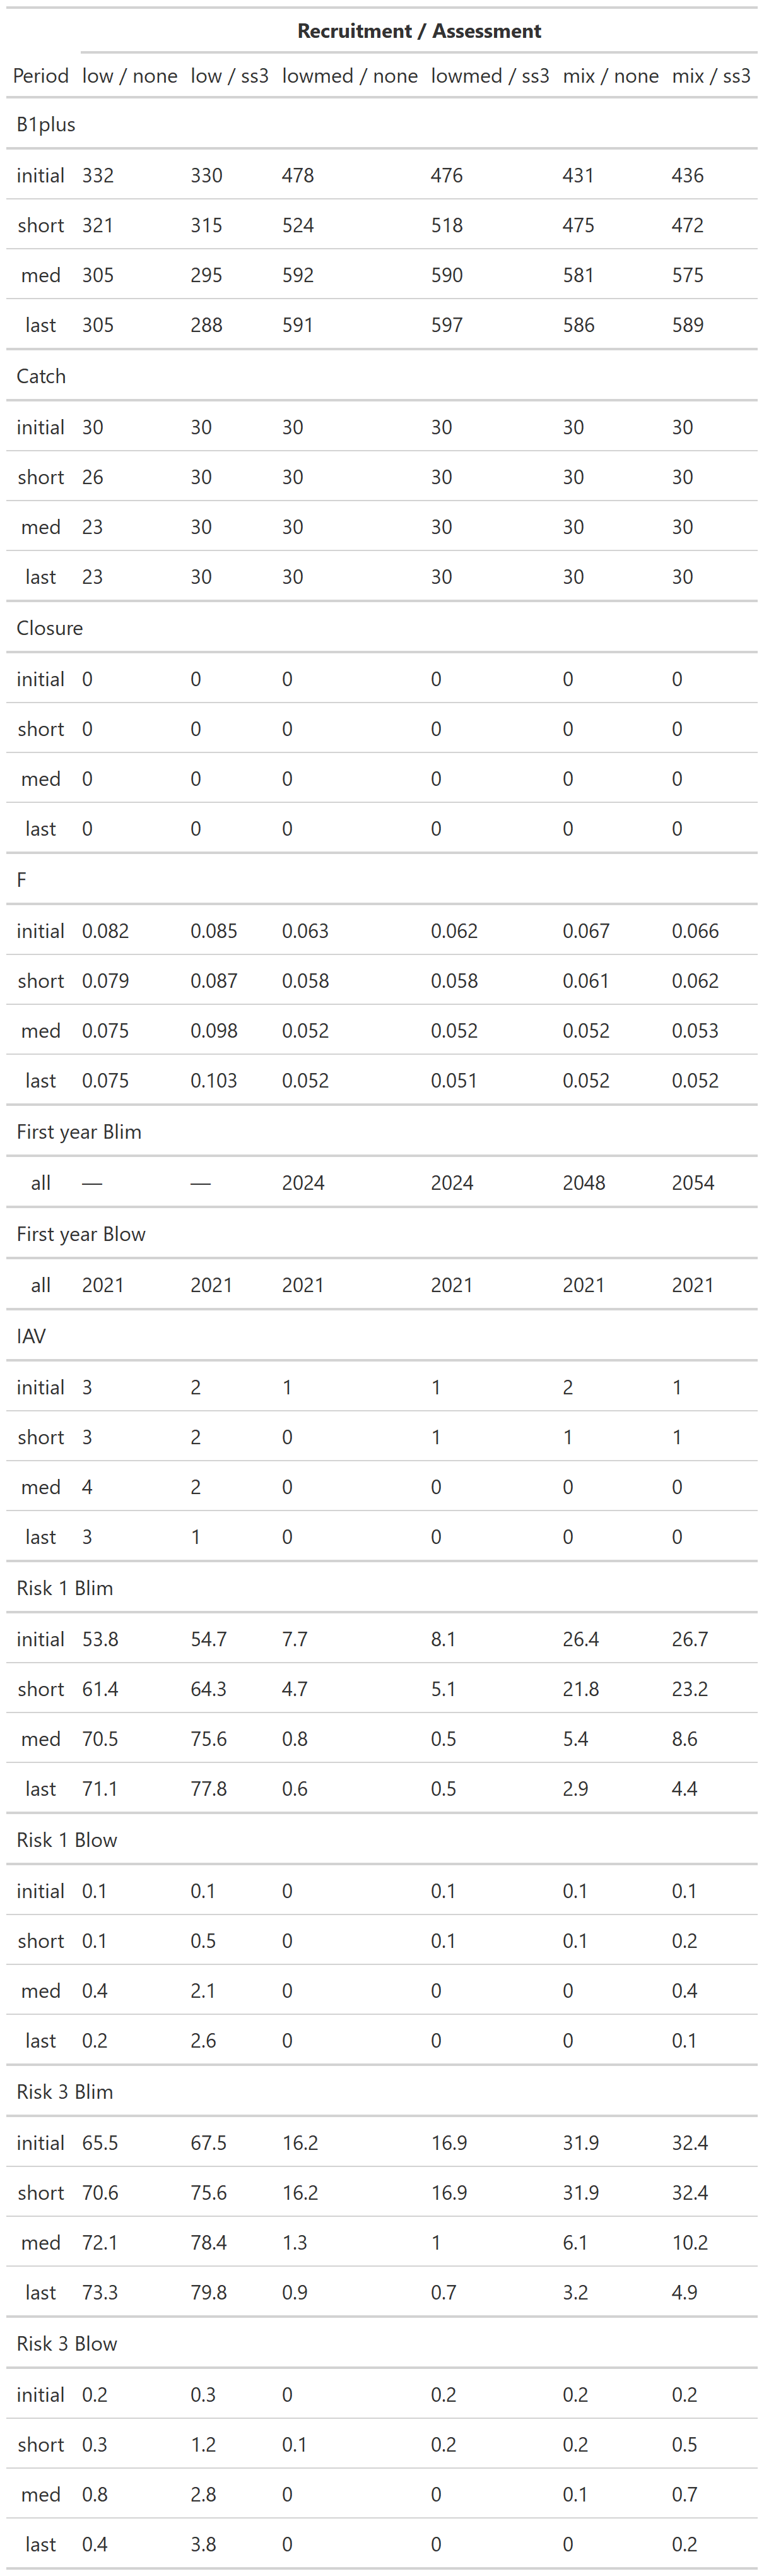 Recruitment / Assessment
Period low / none low / ss3 lowmed / none lowmed / ss3 mix / none mix / ss3
B1plus
initial 332 330 478 476 431 436
short 321 315 524 518 475 472
med 305 295 592 590 581 575
last 305 288 591 597 586 589
Catch
initial 30 30 30 30 30 30
short 26 30 30 30 30 30
med 23 30 30 30 30 30
last 23 30 30 30 30 30
Closure
initial 0 0 0 0 0 0
short 0 0 0 0 0 0
med 0 0 0 0 0 0
last 0 0 0 0 0 0
F
initial 0.082 0.085 0.063 0.062 0.067 0.066
short 0.079 0.087 0.058 0.058 0.061 0.062
med 0.075 0.098 0.052 0.052 0.052 0.053
last 0.075 0.103 0.052 0.051 0.052 0.052
First year Blim
all — — 2024 2024 2048 2054
First year Blow
all 2021 2021 2021 2021 2021 2021
IAV
initial 3 2 1 1 2 1
short 3 2 0 1 1 1
med 4 2 0 0 0 0
last 3 1 0 0 0 0
Risk 1 Blim
initial 53.8 54.7 7.7 8.1 26.4 26.7
short 61.4 64.3 4.7 5.1 21.8 23.2
med 70.5 75.6 0.8 0.5 5.4 8.6
last 71.1 77.8 0.6 0.5 2.9 4.4
Risk 1 Blow
initial 0.1 0.1 0 0.1 0.1 0.1
short 0.1 0.5 0 0.1 0.1 0.2
med 0.4 2.1 0 0 0 0.4
last 0.2 2.6 0 0 0 0.1
Risk 3 Blim
initial 65.5 67.5 16.2 16.9 31.9 32.4
short 70.6 75.6 16.2 16.9 31.9 32.4
med 72.1 78.4 1.3 1 6.1 10.2
last 73.3 79.8 0.9 0.7 3.2 4.9
Risk 3 Blow
initial 0.2 0.3 0 0.2 0.2 0.2
short 0.3 1.2 0.1 0.2 0.2 0.5
med 0.8 2.8 0 0 0.1 0.7
last 0.4 3.8 0 0 0 0.2